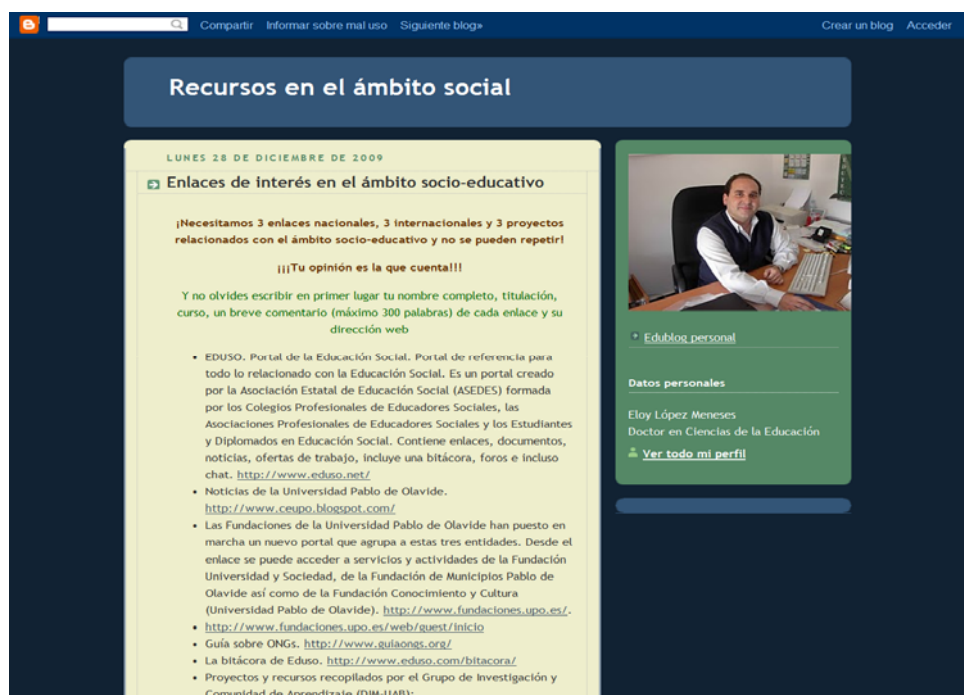 Compartir Informar sobre mal uso Siguiente blog» Crear un blog Acceder
Recursos en el ámbito social
LUNES 28 DE DICIEMBRE DE 2009
Enlaces de interés en el ámbito socio-educativo
¡Necesitamos 3 enlaces nacionales, 3 internacionales y 3 proyectos
relacionados con el ámbito socio-educativo y no se pueden repetir!
¡¡¡Tu opinión es la que cuenta!!!
Y no olvides escribir en primer lugar tu nombre completo, titulación,
curso, un breve comentario (máximo 300 palabras) de cada enlace y su
dirección web
EDUSO. Portal de la Educación Social. Portal de referencia para
todo lo relacionado con la Educación Social. Es un portal creado
por la Asociación Estatal de Educación Social (ASEDES) formada
por los Colegios Profesionales de Educadores Sociales, las
Asociaciones Profesionales de Educadores Sociales y los Estudiantes
y Diplomados en Educación Social. Contiene enlaces, documentos,
noticias, ofertas de trabajo, incluye una bitácora, foros e incluso
chat. http://www.eduso.net/
Noticias de la Universidad Pablo de Olavide.
http://www.ceupo.blogspot.com/
Las Fundaciones de la Universidad Pablo de Olavide han puesto en
marcha un nuevo portal que agrupa a estas tres entidades. Desde el
enlace se puede acceder a servicios y actividades de la Fundación
Universidad y Sociedad, de la Fundación de Municipios Pablo de
Olavide así como de la Fundación Conocimiento y Cultura
(Universidad Pablo de Olavide). http://www.fundaciones.upo.es/.
http://www.fundaciones.upo.es/web/guest/inicio
Guía sobre ONGs. http://www.guiaongs.org/
La bitácora de Eduso. http://www.eduso.com/bitacora/
Proyectos y recursos recopilados por el Grupo de Investigación y
Comunidad de Aprendizaje (DIM-UAB):
Edublog personal
Datos personales
Eloy López Meneses
Doctor en Ciencias de la Educación
Ver todo mi perfil